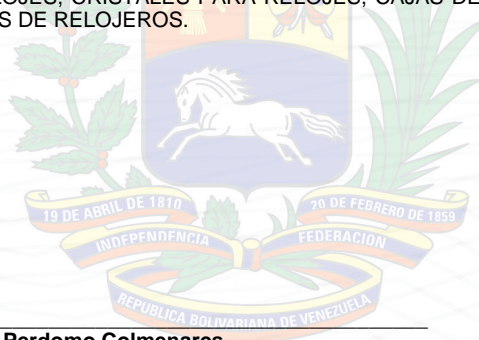 OJES, CRISTALES PARA RELOJES, CAJAS DE
S DE RELOJEROS.
19 DE ABRIL DE 1810
20 DE FEBRERO DE 1859
INDEPENDENCIA
FEDERACION
REPUBLICA BOLIVARIANA DE VENEZUELA
Perdomo Colmenares